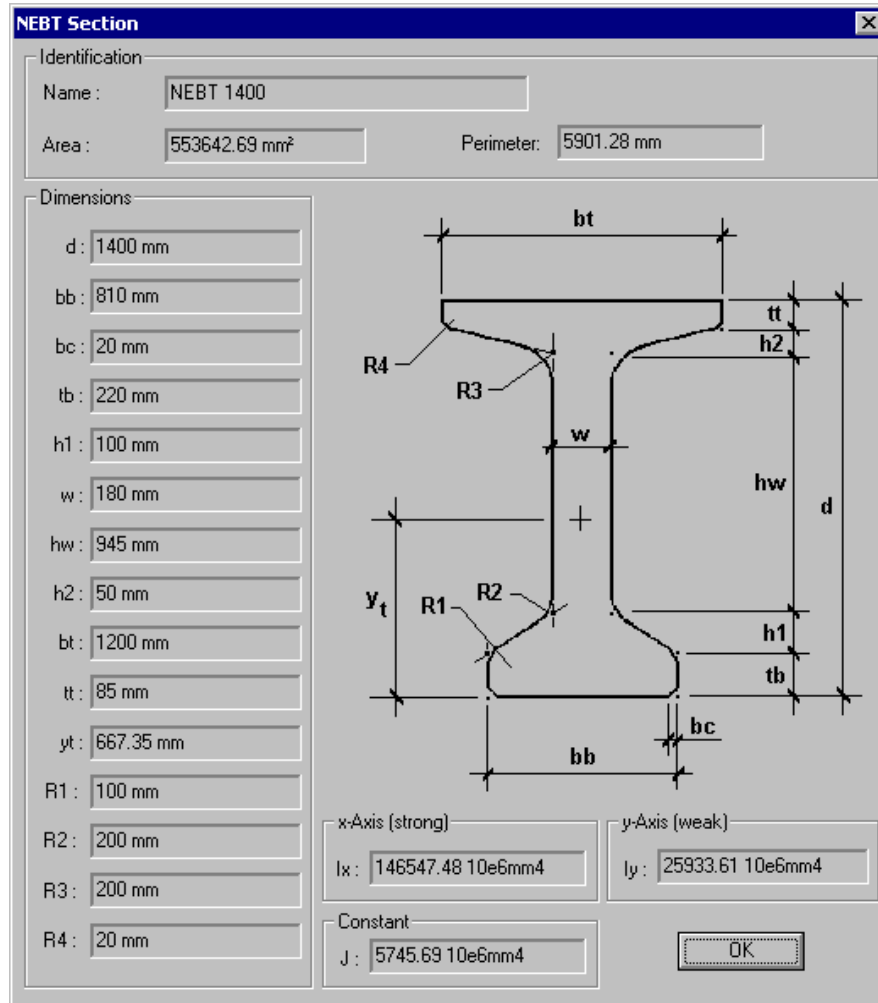 NEBT Section
Identification
Name : NEBT 1400
Area : 553642.69 mm² Perimeter: 5901.28 mm
Dimensions
d : 1400 mm
bb : 810 mm
bc : 20 mm
tb : 220 mm
h1 : 100 mm
w : 180 mm
hw : 945 mm
h2 : 50 mm
bt : 1200 mm
tt : 85 mm
yt : 667.35 mm
R1 : 100 mm
R2 : 200 mm
R3 : 200 mm
R4 : 20 mm
bt
tt
h2
R4
R3
w
hw
d
yt
R1
R2
h1
tb
bc
bb
x-Axis (strong)
Ix : 146547.48 10e6mm4
y-Axis (weak)
Iy : 25933.61 10e6mm4
Constant
J : 5745.69 10e6mm4
OK